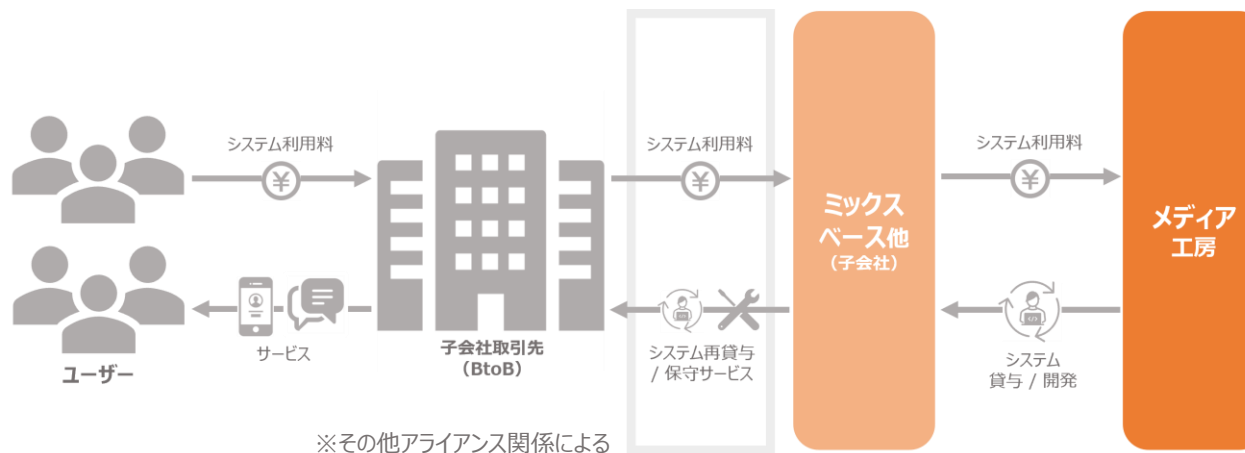 システム利用料
¥
システム利用料
¥
システム利用料
¥
ミックス
ベース他
(子会社)
メディア
工房
サービス
ユーザー
子会社取引先
(BtoB)
システム再貸与
/ 保守サービス
システム
貸与 / 開発
※その他アライアンス関係による